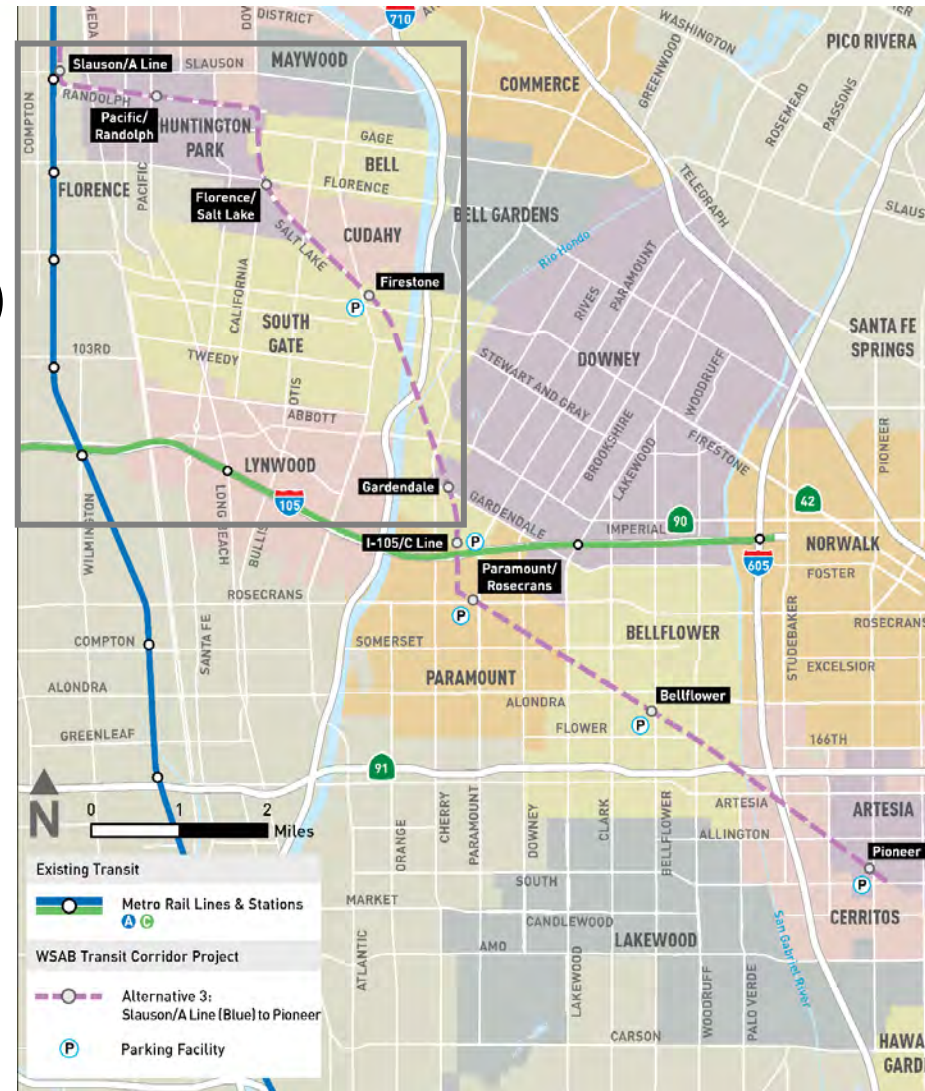 DISTRICT
710
WASHINGTON
PICO RIVERA
Slauson/A Line
SLAUSON
MAYWOOD
COMMERCE
GREENWOOD
ROSEMEAD
PASSONS
COMPTON
RANDOLPH
Pacific/
Randolph
HUNTINGTON
PARK
GAGE
BELL
FLORENCE
PACIFIC
FLORENCE
Florence/
Salt Lake
TELEGRAPH
BELL GARDENS
CUDAHY
SALT LAKE
Rio Hondo
Firestone
P
CALIFORNIA
SOUTH
GATE
RIVES
PARAMOUNT
SANTA FE
SPRINGS
103RD
TWEEDY
OTIS
DOWNEY
STEWART AND GRAY
WOODRUFF
ABBOTT
BROOKSHIRE
LAKEWOOD
FIRESTONE
PIONEER
LYNWOOD
Gardendale
GARDENDALE
105
IMPERIAL
90
42
WILMINGTON
LONG BEACH
BULLIS
I-105/C Line
P
NORWALK
605
Paramount/
Rosecrans
FOSTER
ROSECRANS
P
STUDEBAKER
ROSECRANS
COMPTON
SANTA FE
SOMERSET
BELLFLOWER
EXCELSIOR
PARAMOUNT
ALONDRA
ALONDRA
Bellflower
GREENLEAF
FLOWER
P
166TH
91
N
0 1 2
Miles
ORANGE
CHERRY
PARAMOUNT
DOWNEY
CLARK
BELLFLOWER
ARTESIA
ARTESIA
ALLINGTON
Pioneer
P
Existing Transit
SOUTH
Metro Rail Lines & Stations
A C
MARKET
CANDLEWOOD
CERRITOS
LAKEWOOD
San Gabriel River
WSAB Transit Corridor Project
ATLANTIC
AMO
LAKEWOOD
WOODRUFF
PALO VERDE
Alternative 3:
Slauson/A Line (Blue) to Pioneer
P Parking Facility
CARSON